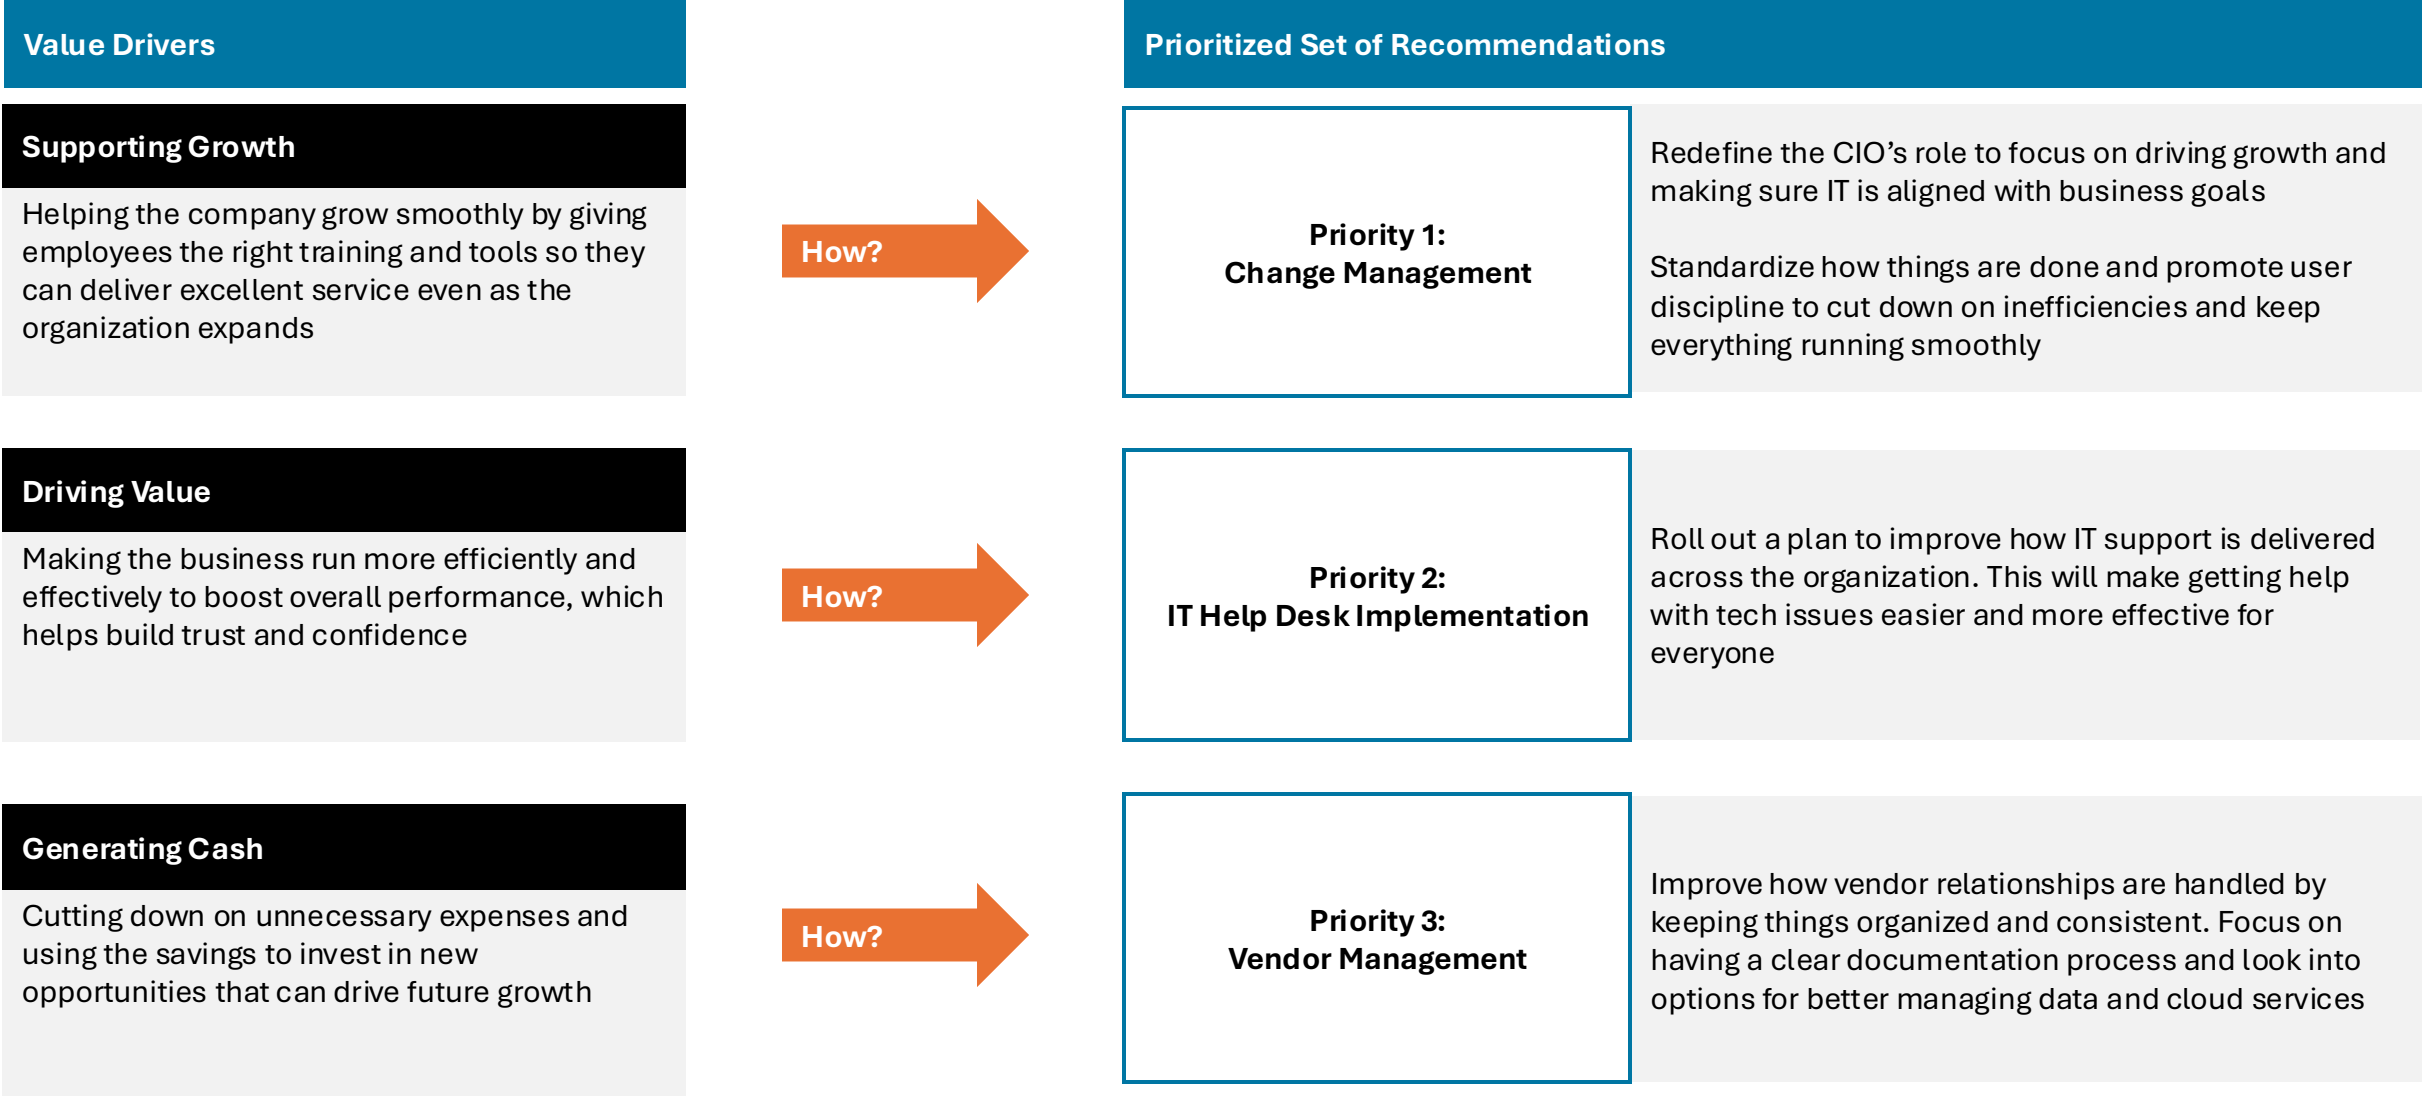 Value Drivers
Prioritized Set of Recommendations
Supporting Growth
Helping the company grow smoothly by giving
employees the right training and tools so they
can deliver excellent service even as the
organization expands
How?
Priority 1:
Change Management
Redefine the CIO’s role to focus on driving growth and
making sure IT is aligned with business goals
Standardize how things are done and promote user
discipline to cut down on inefficiencies and keep
everything running smoothly
Driving Value
Making the business run more efficiently and
effectively to boost overall performance, which
helps build trust and confidence
How?
Priority 2:
IT Help Desk Implementation
Roll out a plan to improve how IT support is delivered
across the organization. This will make getting help
with tech issues easier and more effective for
everyone
Generating Cash
Cutting down on unnecessary expenses and
using the savings to invest in new
opportunities that can drive future growth
How?
Priority 3:
Vendor Management
Improve how vendor relationships are handled by
keeping things organized and consistent. Focus on
having a clear documentation process and look into
options for better managing data and cloud services